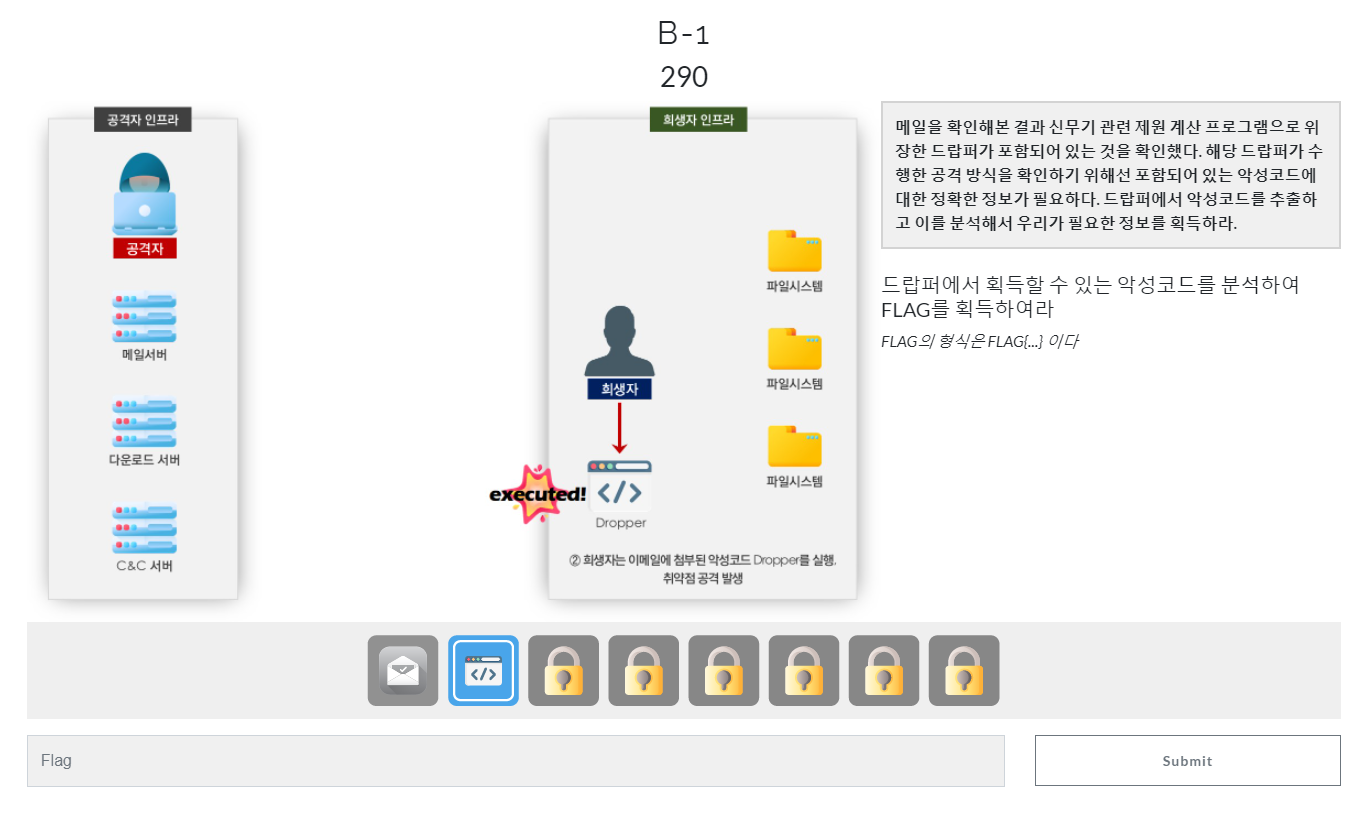 B-1
290
공격자 인프라
공격자
메일서버
다운로드 서버
C&C 서버
희생자 인프라
파일시스템
파일시스템
희생자
파일시스템
executed!
</>
Dropper
② 희생자는 이메일에 첨부된 악성코드 Dropper를 실행.
취약점 공격 발생
메일을 확인해본 결과 신무기 관련 제원 계산 프로그램으로 위
장한 드랍퍼가 포함되어 있는 것을 확인했다. 해당 드랍퍼가 수
행한 공격 방식을 확인하기 위해선 포함되어 있는 악성코드에
대한 정확한 정보가 필요하다. 드랍퍼에서 악성코드를 추출하
고 이를 분석해서 우리가 필요한 정보를 획득하라.
드랍퍼에서 획득할 수 있는 악성코드를 분석하여
FLAG를 획득하여라
FLAG의 형식은 FLAG{...} 이다
</>
Flag
Submit